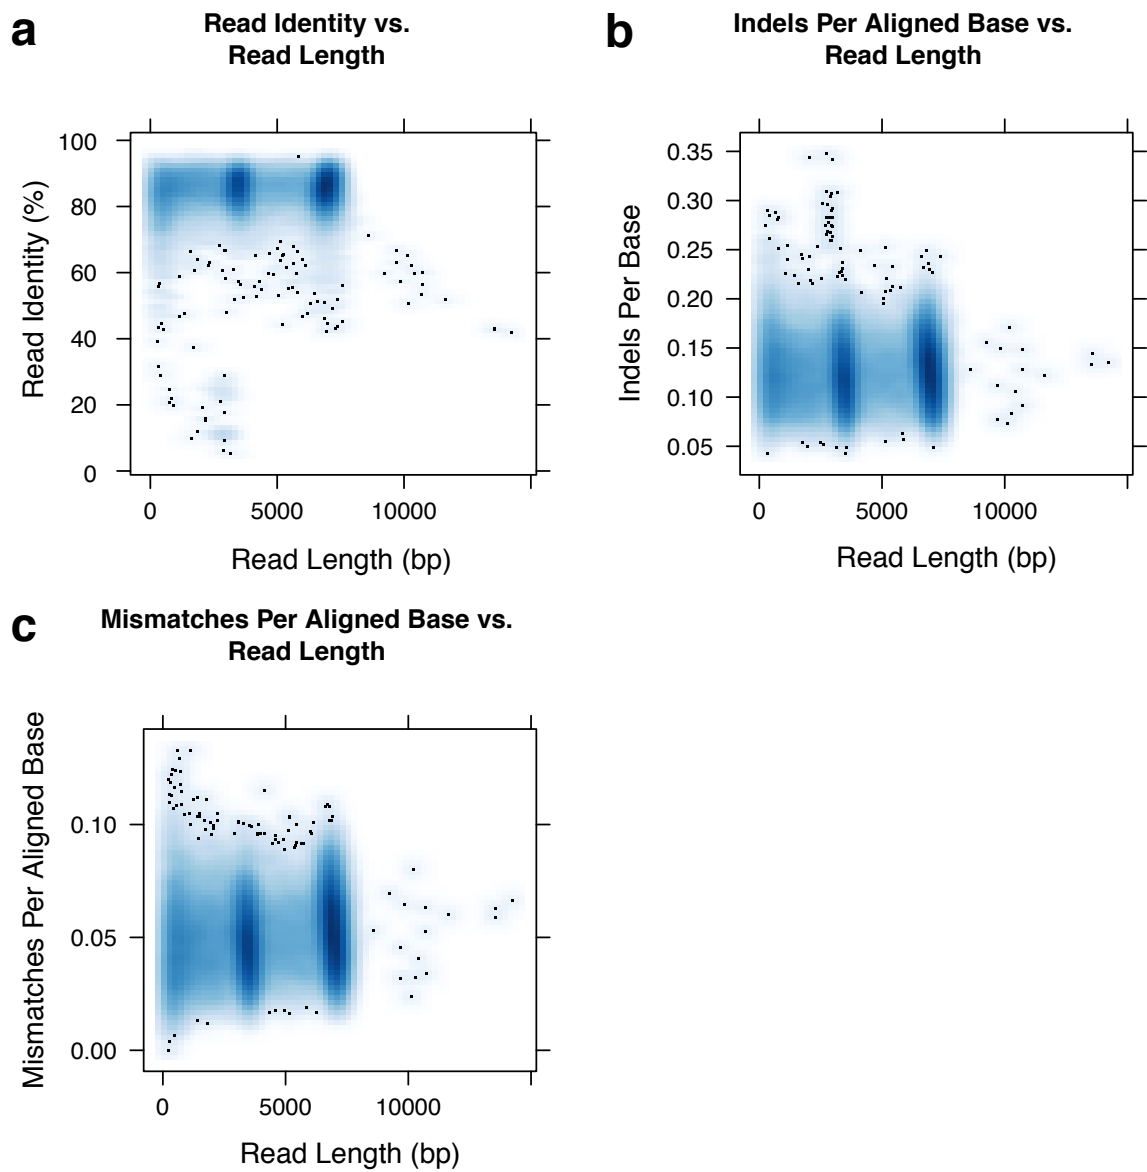 a
Read Identity vs.
Read Length
Read Identity (%)
100
80
60
40
20
0
0 5000 10000
Read Length (bp)
b
Indels Per Aligned Base vs.
Read Length
Indels Per Base
0.35
0.30
0.25
0.20
0.15
0.10
0.05
0 5000 10000
Read Length (bp)
c
Mismatches Per Aligned Base vs.
Read Length
Mismatches Per Aligned Base
0.10
0.05
0.00
0 5000 10000
Read Length (bp)